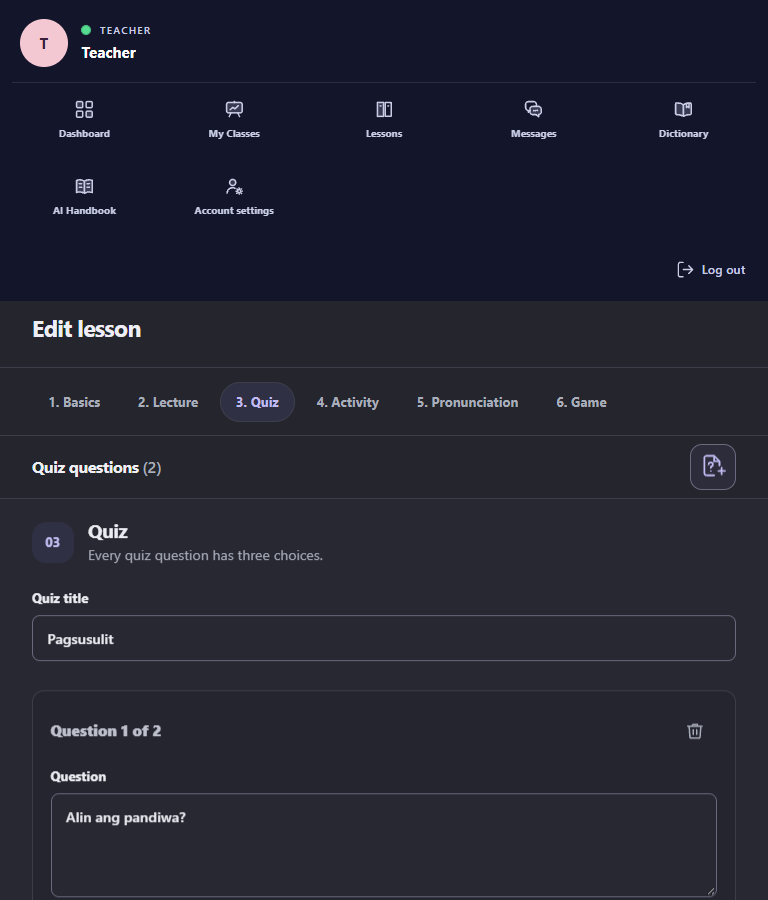 T
TEACHER
Teacher
Dashboard
My Classes
Lessons
Messages
Dictionary
AI Handbook
Account settings
Log out
Edit lesson
1. Basics
2. Lecture
3. Quiz
4. Activity
5. Pronunciation
6. Game
Quiz questions (2)
03
Quiz
Every quiz question has three choices.
Quiz title
Pagsusulit
Question 1 of 2
Question
Alin ang pandiwa?